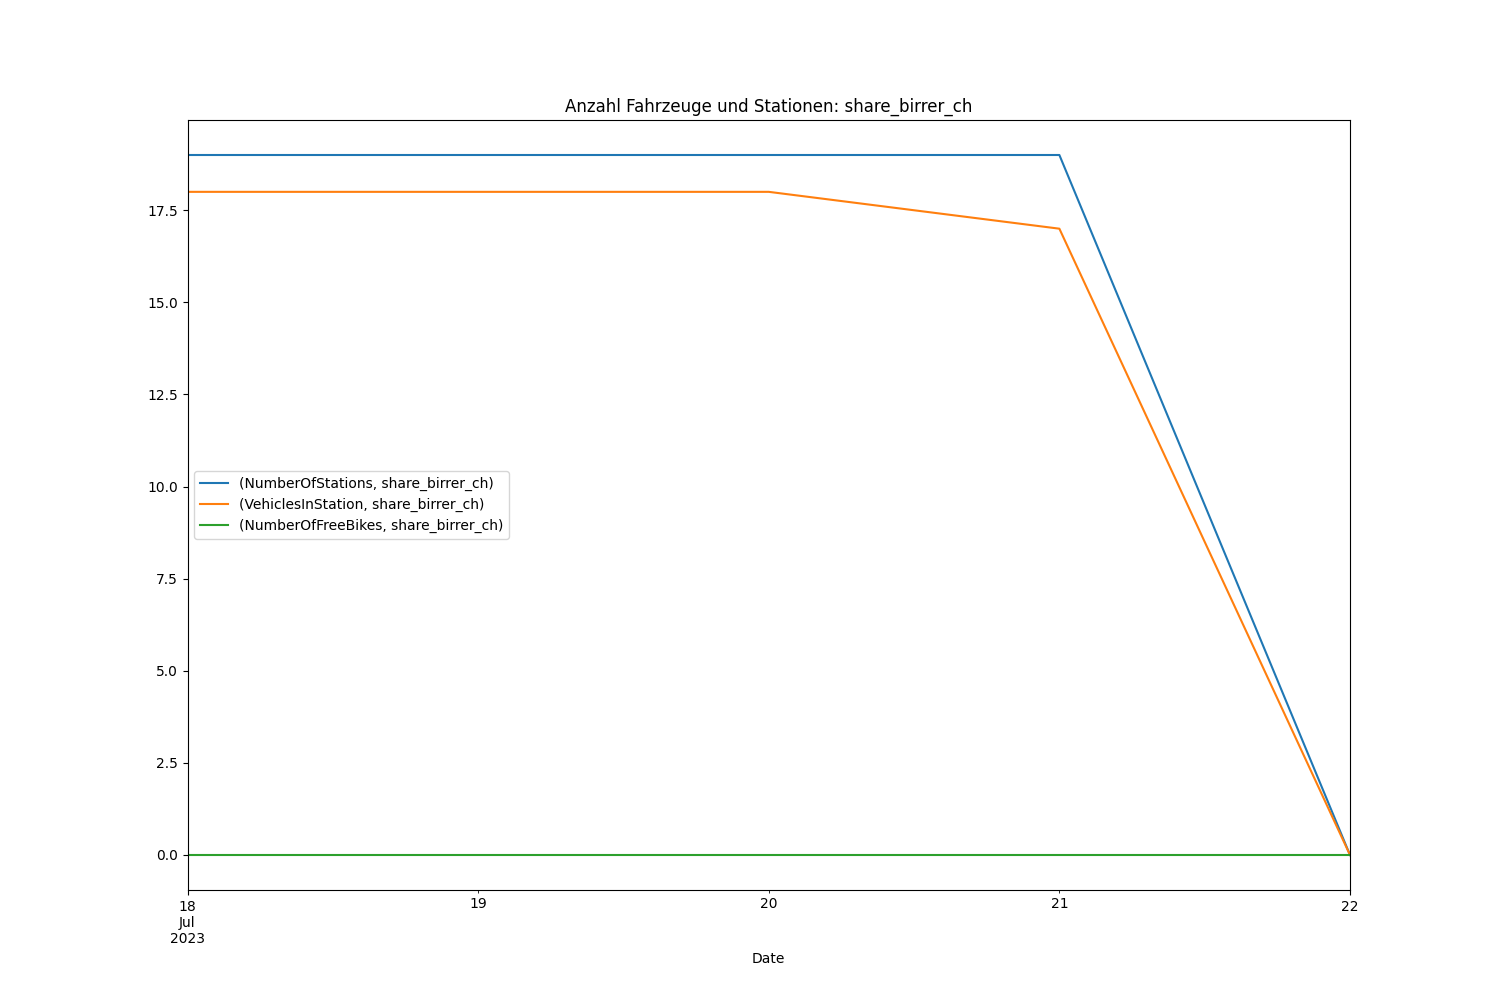 Anzahl Fahrzeuge und Stationen: share_birrer_ch
17.5
15.0
12.5
10.0
7.5
5.0
2.5
0.0
(NumberOfStations, share_birrer_ch)
(VehiclesInStation, share_birrer_ch)
(NumberOfFreeBikes, share_birrer_ch)
18 19 20 21 22
Jul
2023
Date